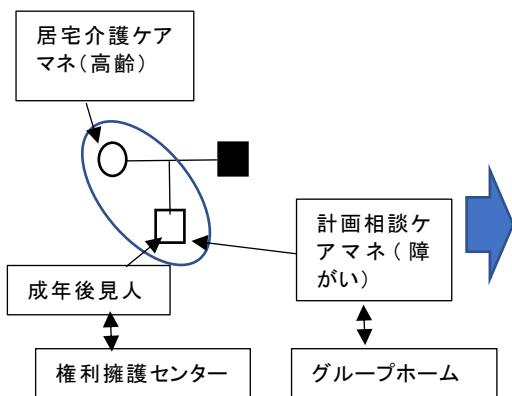 居宅介護ケア
マネ(高齢)
計画相談ケ
アマネ(障
がい)
成年後見人
権利擁護センター
グループホーム